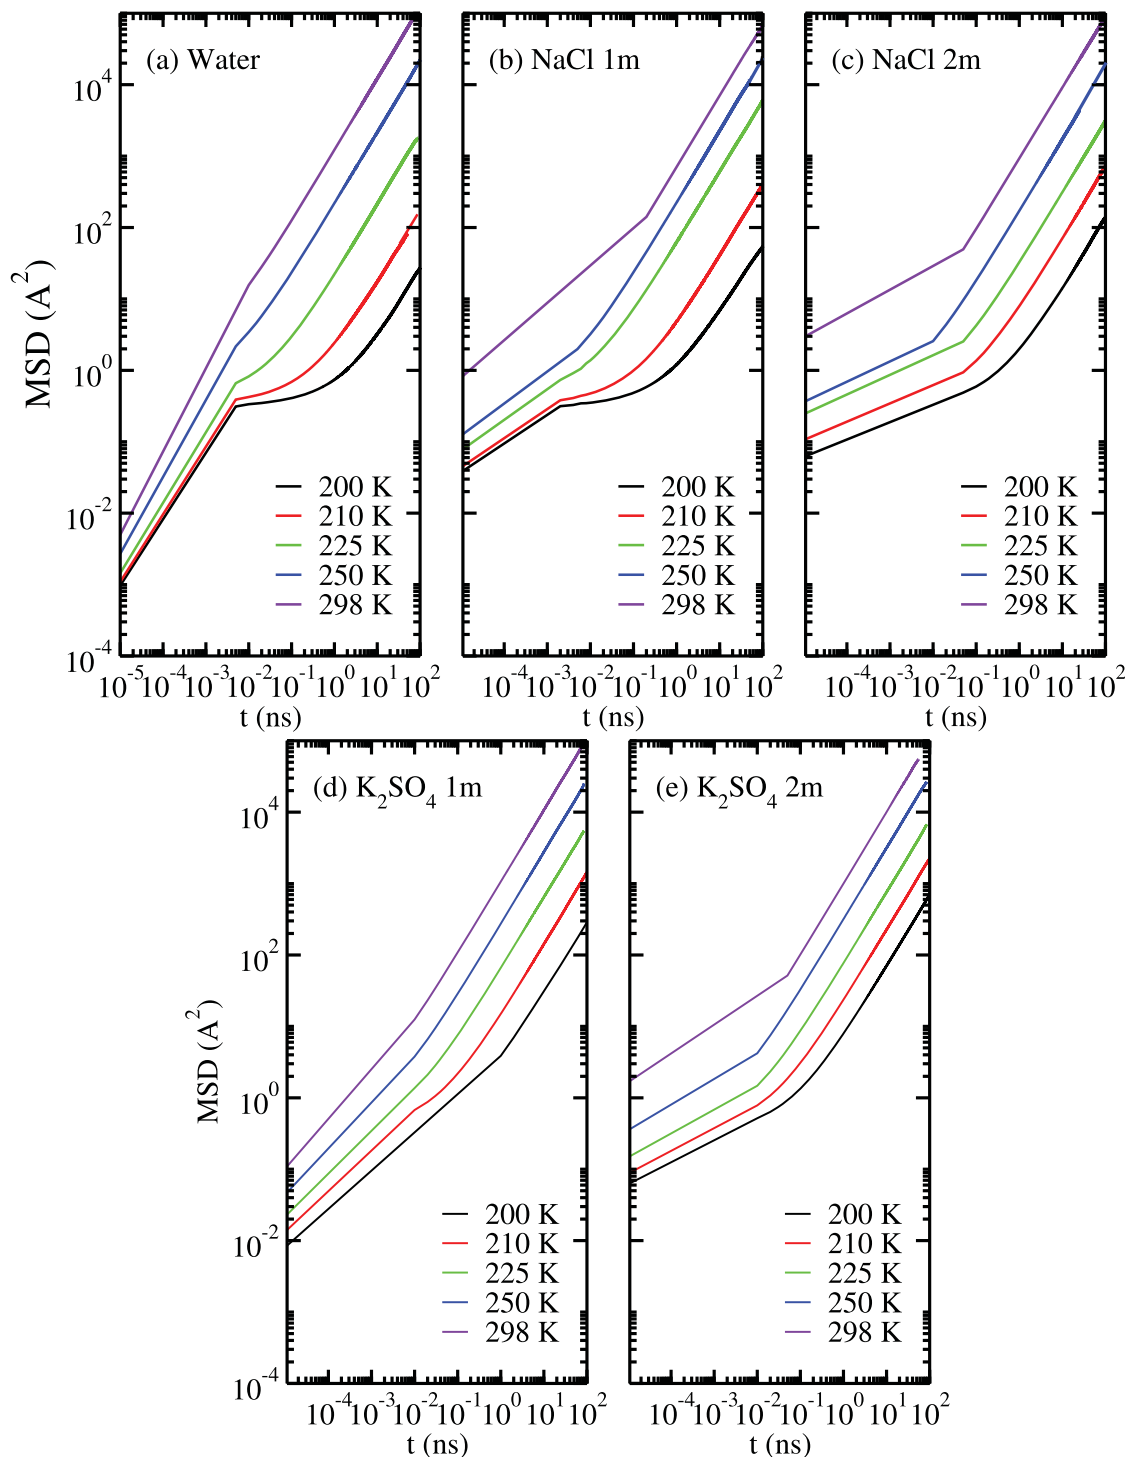 (a) Water
(b) NaCl 1m
(c) NaCl 2m
10^4
10^2
10^0
10^-2
10^-4
MSD (A^2)
200 K
210 K
225 K
250 K
298 K
200 K
210 K
225 K
250 K
298 K
200 K
210 K
225 K
250 K
298 K
10^-5 10^-4 10^-3 10^-2 10^-1 10^0 10^1 10^2
10^-4 10^-3 10^-2 10^-1 10^0 10^1 10^2
10^-4 10^-3 10^-2 10^-1 10^0 10^1 10^2
t (ns)
t (ns)
t (ns)
(d) K_2SO_4 1m
(e) K_2SO_4 2m
10^4
10^2
10^0
10^-2
10^-4
MSD (A^2)
200 K
210 K
225 K
250 K
298 K
200 K
210 K
225 K
250 K
298 K
10^-4 10^-3 10^-2 10^-1 10^0 10^1 10^2
10^-4 10^-3 10^-2 10^-1 10^0 10^1 10^2
t (ns)
t (ns)